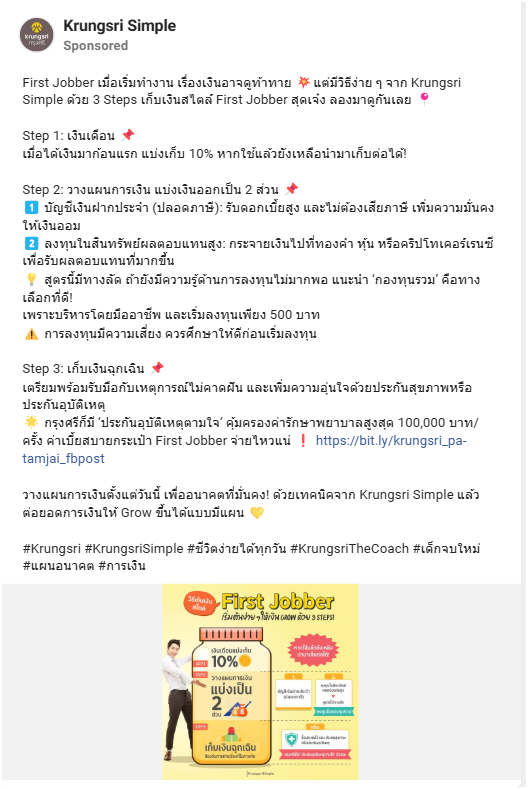 krungsri
กรุงศรี
Krungsri Simple
Sponsored
First Jobber เมื่อเริ่มทำงาน เรื่องเงินอาจดูท้าทาย 💥 แต่มีวิธีง่าย ๆ จาก Krungsri
Simple ด้วย 3 Steps เก็บเงินสไตล์ First Jobber สุดเจ๋ง ลองมาดูกันเลย 📍
Step 1: เงินเดือน 📌
เมื่อได้เงินมาก้อนแรก แบ่งเก็บ 10% หากใช้แล้วยังเหลือนำมาเก็บต่อได้!
Step 2: วางแผนการเงิน แบ่งเงินออกเป็น 2 ส่วน 📌
1️⃣ บัญชีเงินฝากประจำ (ปลอดภาษี): รับดอกเบี้ยสูง และไม่ต้องเสียภาษี เพิ่มความมั่นคง
ให้เงินออม
2️⃣ ลงทุนในสินทรัพย์ผลตอบแทนสูง: กระจายเงินไปที่ทองคำ หุ้น หรือคริปโทเคอร์เรนซี
เพื่อรับผลตอบแทนที่มากขึ้น
💡 สูตรนี้มีทางลัด ถ้ายังมีความรู้ด้านการลงทุนไม่มากพอ แนะนำ ‘กองทุนรวม’ คือทาง
เลือกที่ดี!
เพราะบริหารโดยมืออาชีพ และเริ่มลงทุนเพียง 500 บาท
⚠️ การลงทุนมีความเสี่ยง ควรศึกษาให้ดีก่อนเริ่มลงทุน
Step 3: เก็บเงินฉุกเฉิน 📌
เตรียมพร้อมรับมือกับเหตุการณ์ไม่คาดฝัน และเพิ่มความอุ่นใจด้วยประกันสุขภาพหรือ
ประกันอุบัติเหตุ
🌟 กรุงศรีก็มี ‘ประกันอุบัติเหตุตามใจ’ คุ้มครองค่ารักษาพยาบาลสูงสุด 100,000 บาท/
ครั้ง ค่าเบี้ยสบายกระเป๋า First Jobber จ่ายไหวแน่ ❗ https://bit.ly/krungsri_pa-
tamjai_fbpost
วางแผนการเงินตั้งแต่วันนี้ เพื่ออนาคตที่มั่นคง! ด้วยเทคนิคจาก Krungsri Simple แล้ว
ต่อยอดการเงินให้ Grow ขึ้นได้แบบมีแผน 💛
#Krungsri #KrungsriSimple #ชีวิตง่ายได้ทุกวัน #KrungsriTheCoach #เด็กจบใหม่
#แผนอนาคต #การเงิน
วิธีเก็บเงิน
สไตล์
First Jobber
เริ่มต้นง่าย ๆ ให้เงิน GROW ด้วย 3 STEPS!
เงินเดือนแบ่งเก็บ
10%
วางแผนการเงิน
แบ่งเป็น
2 ส่วน
เก็บเงินฉุกเฉิน
Krungsri Simple